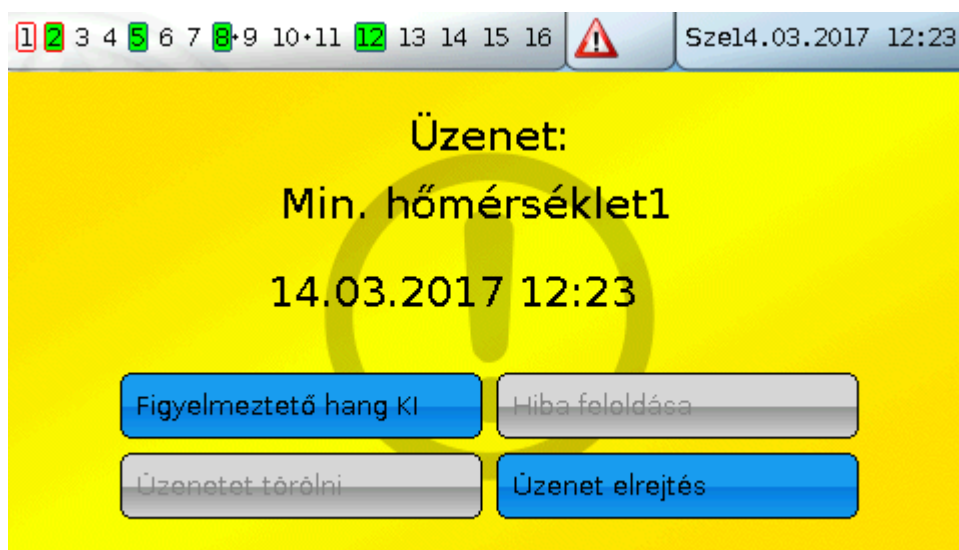 1 2 3 4 5 6 7 8·9 10·11 12 13 14 15 16 Sze14.03.2017 12:23
Üzenet:
Min. hőmérséklet1
14.03.2017 12:23
Figyelmeztető hang KI Hiba feloldása
Üzenetet törölni Üzenet elrejtés